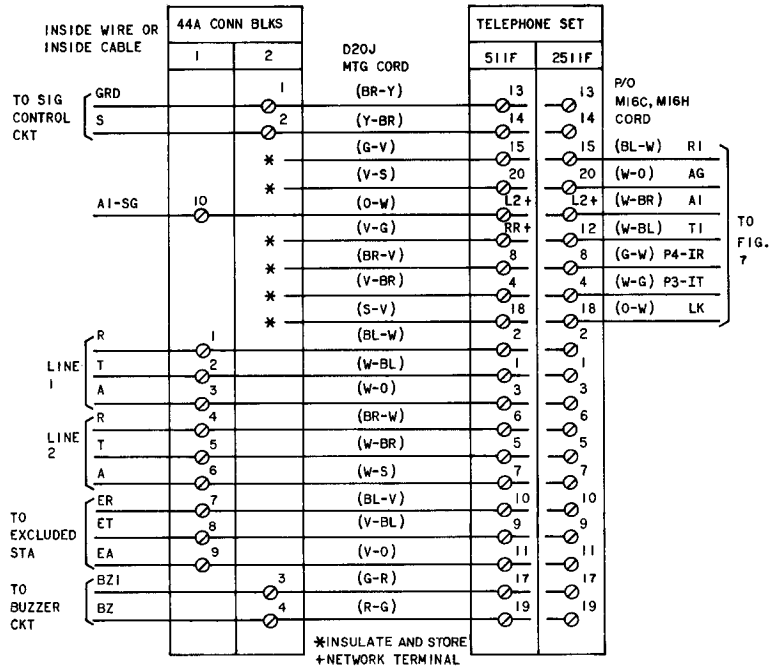 INSIDE WIRE OR INSIDE CABLE
44A CONN BLKS
1 2
D20J MTG CORD
TELEPHONE SET
511F 2511F
P/O M16C, M16H CORD
TO SIG CONTROL CKT
GRD 1 (BR-Y) 13 13
S 2 (Y-BR) 14 14
* (G-V) 15 15 (BL-W) R1
* (V-S) 20 20 (W-O) AG
A1-SG 10 (O-W) L2+ L2+ (W-BR) A1
* (V-G) RR+ 12 (W-BL) T1
* (BR-V) 8 8 (G-W) P4-1R
* (V-BR) 4 4 (W-G) P3-1T
* (S-V) 18 18 (O-W) LK
TO FIG. 7
LINE 1
R 1 (BL-W) 2 2
T 2 (W-BL) 1 1
A 3 (W-O) 3 3
LINE 2
R 4 (BR-W) 6 6
T 5 (W-BR) 5 5
A 6 (W-S) 7 7
TO EXCLUDED STA
ER 7 (BL-V) 10 10
ET 8 (V-BL) 9 9
EA 9 (V-O) 11 11
TO BUZZER CKT
BZ1 3 (G-R) 17 17
BZ 4 (R-G) 19 19
*INSULATE AND STORE
+NETWORK TERMINAL